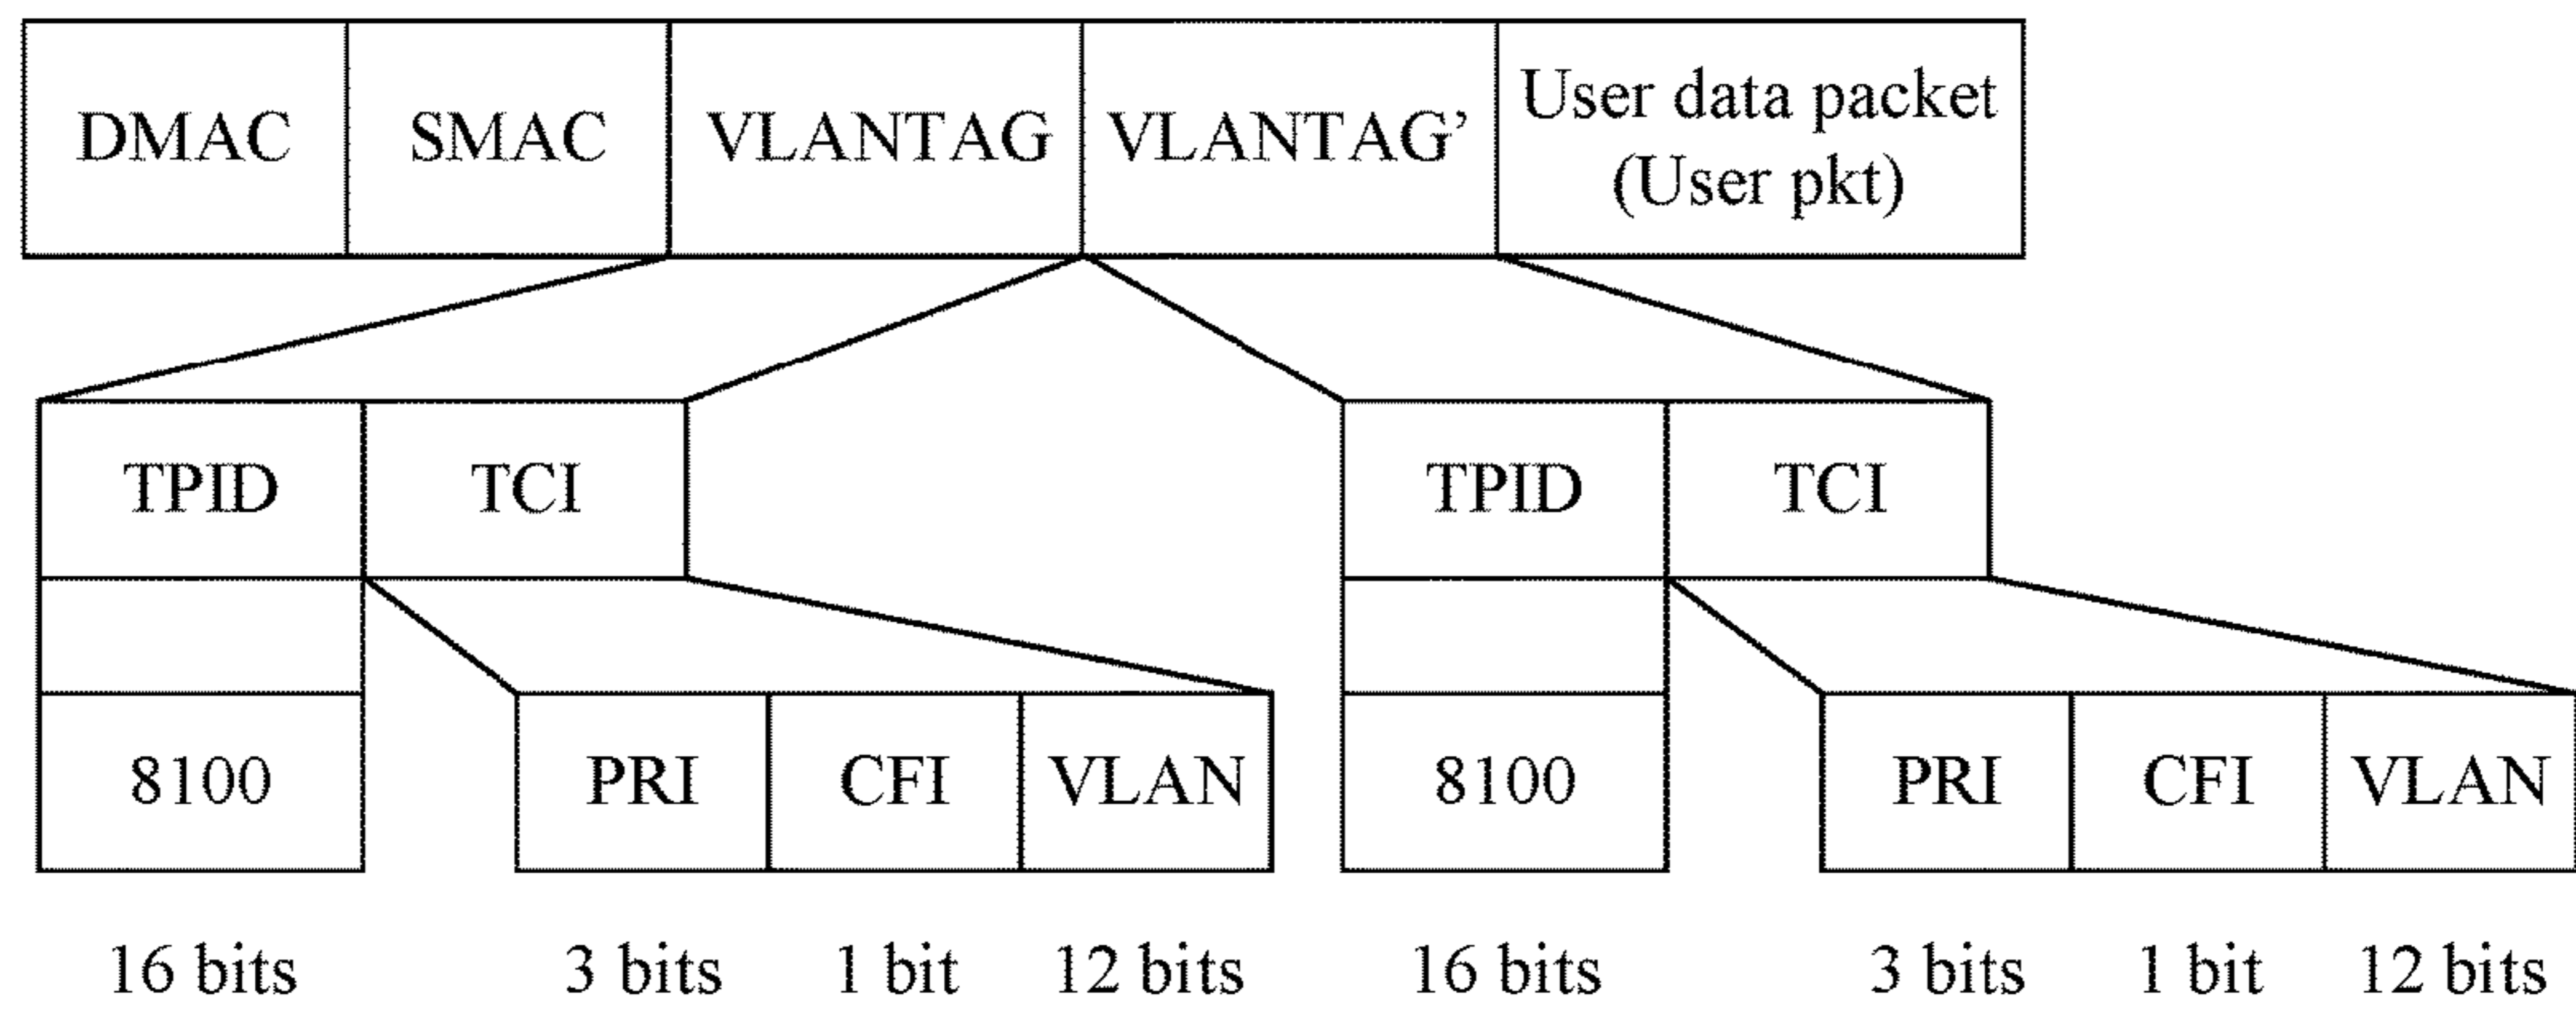 DMAC SMAC VLANTAG VLANTAG’ User data packet
(User pkt)
TPID TCI TPID TCI
8100 PRI CFI VLAN 8100 PRI CFI VLAN
16 bits 3 bits 1 bit 12 bits 16 bits 3 bits 1 bit 12 bits